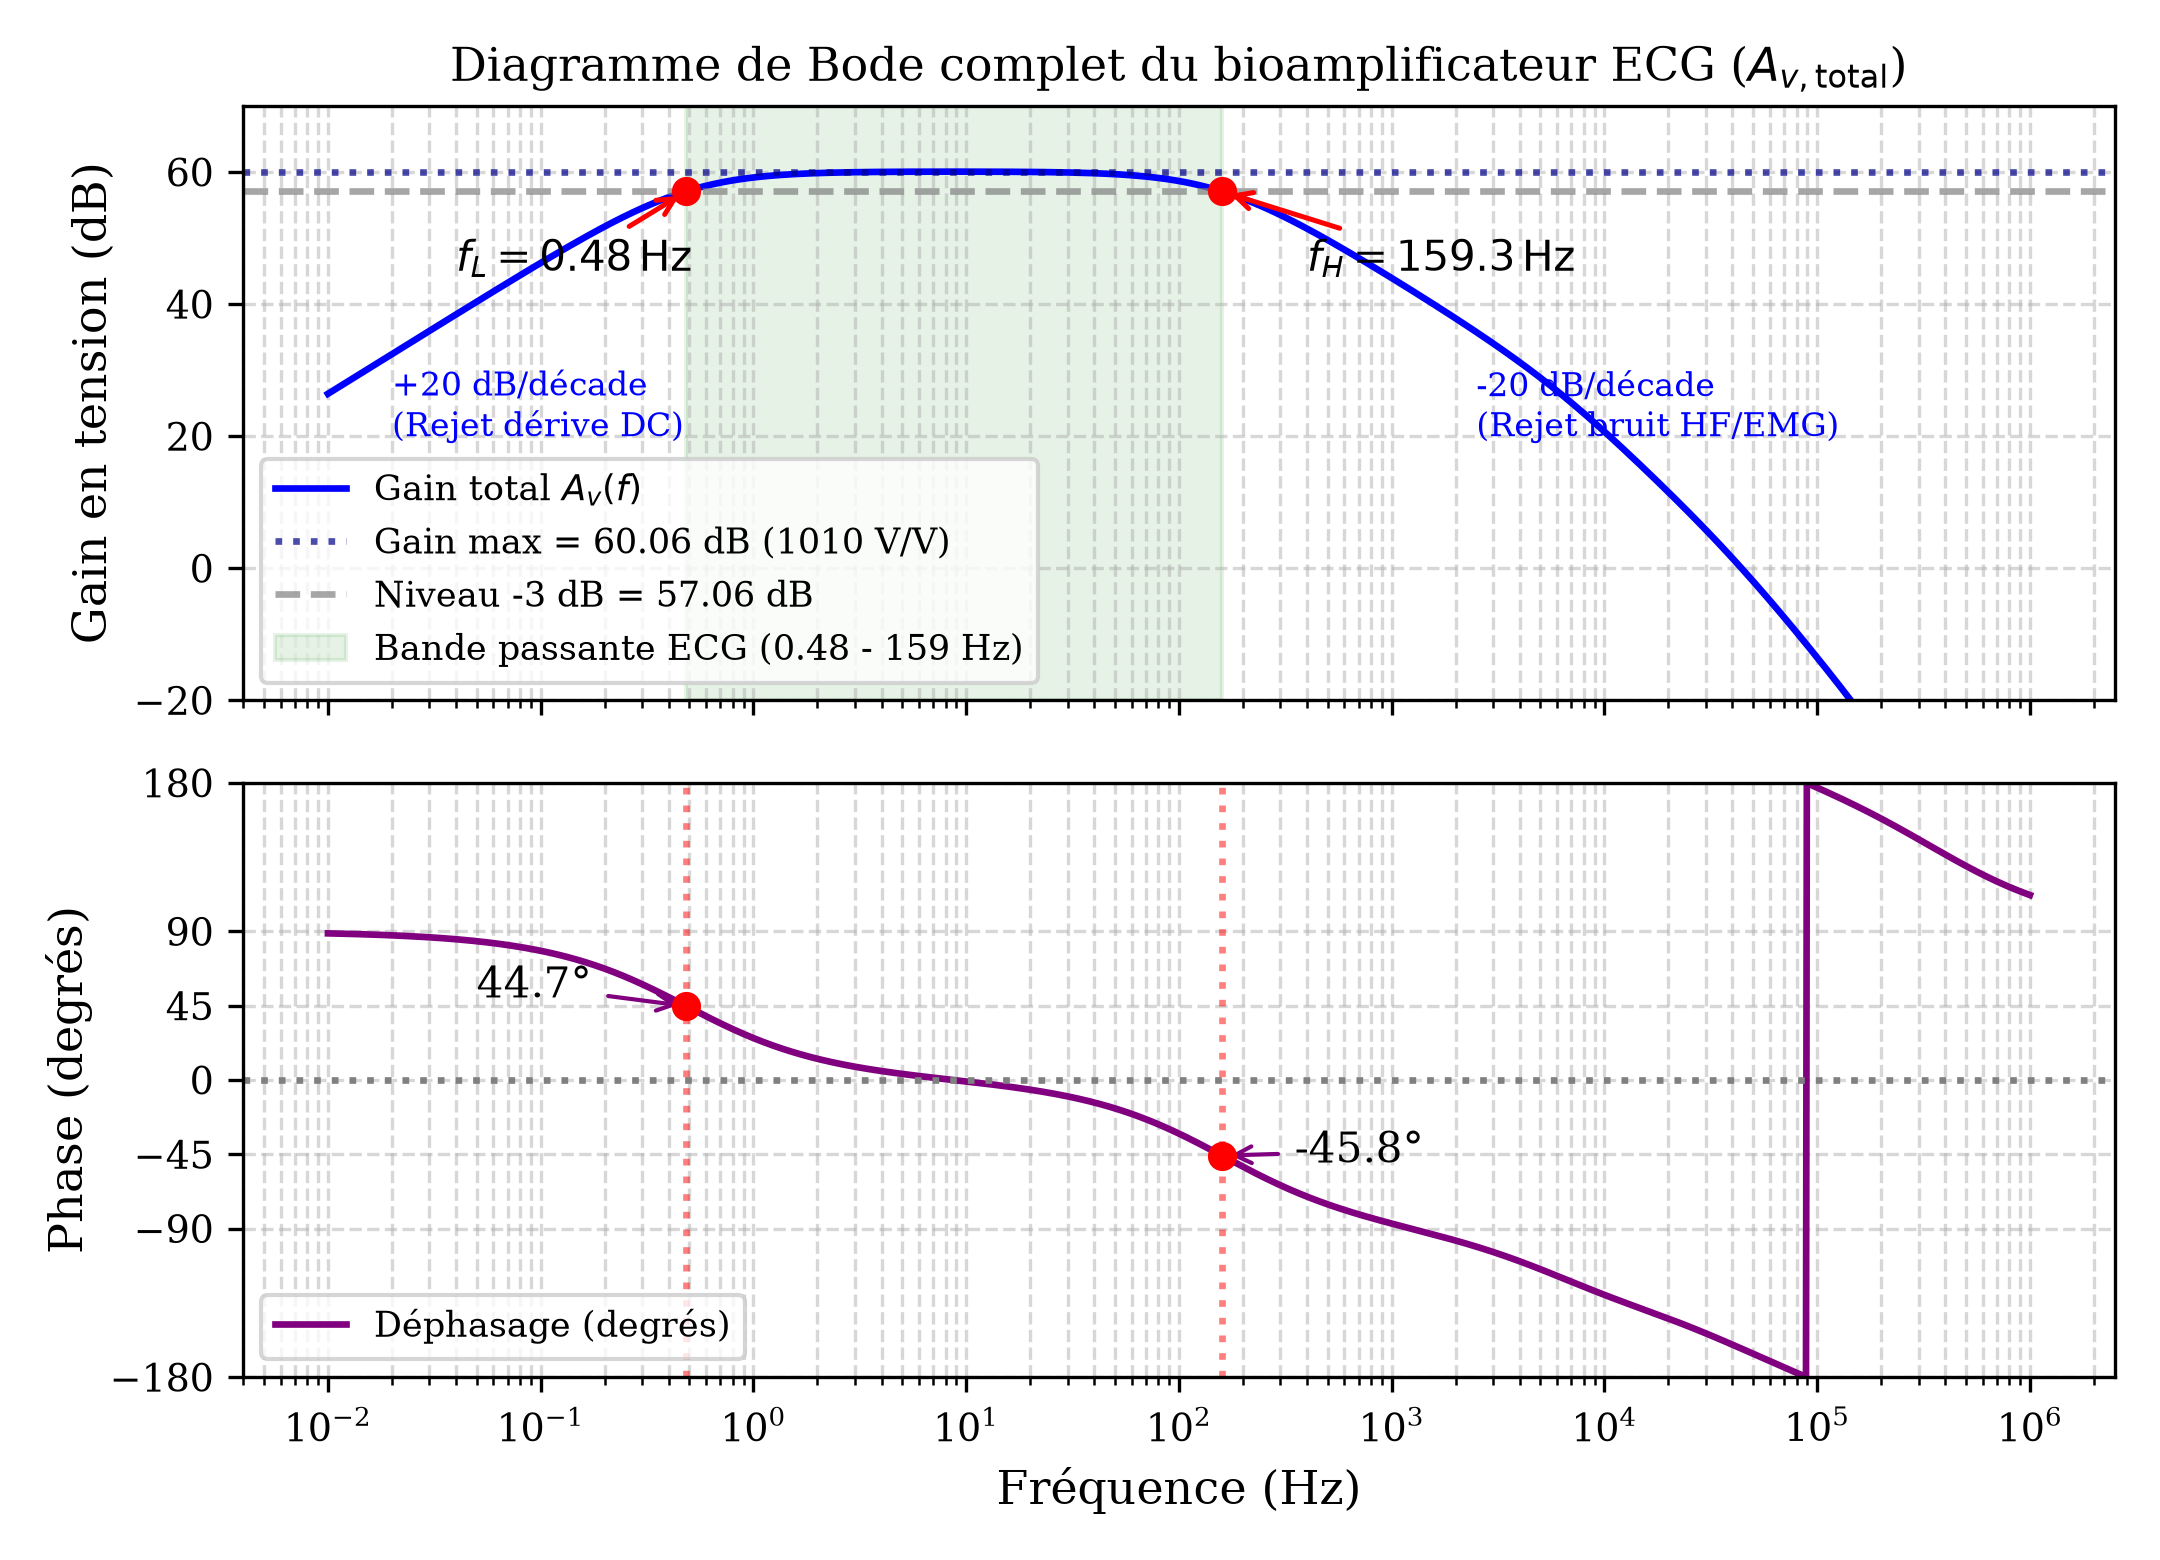 Diagramme de Bode complet du bioamplificateur ECG (A_{v,total})
Gain en tension (dB)
60
40
20
0
−20
f_L = 0.48 Hz
f_H = 159.3 Hz
+20 dB/décade
(Rejet dérive DC)
-20 dB/décade
(Rejet bruit HF/EMG)
Gain total A_v(f)
Gain max = 60.06 dB (1010 V/V)
Niveau -3 dB = 57.06 dB
Bande passante ECG (0.48 - 159 Hz)
Phase (degrés)
180
90
45
0
−45
−90
−180
44.7°
-45.8°
Déphasage (degrés)
10^{−2}
10^{−1}
10^{0}
10^{1}
10^{2}
10^{3}
10^{4}
10^{5}
10^{6}
Fréquence (Hz)